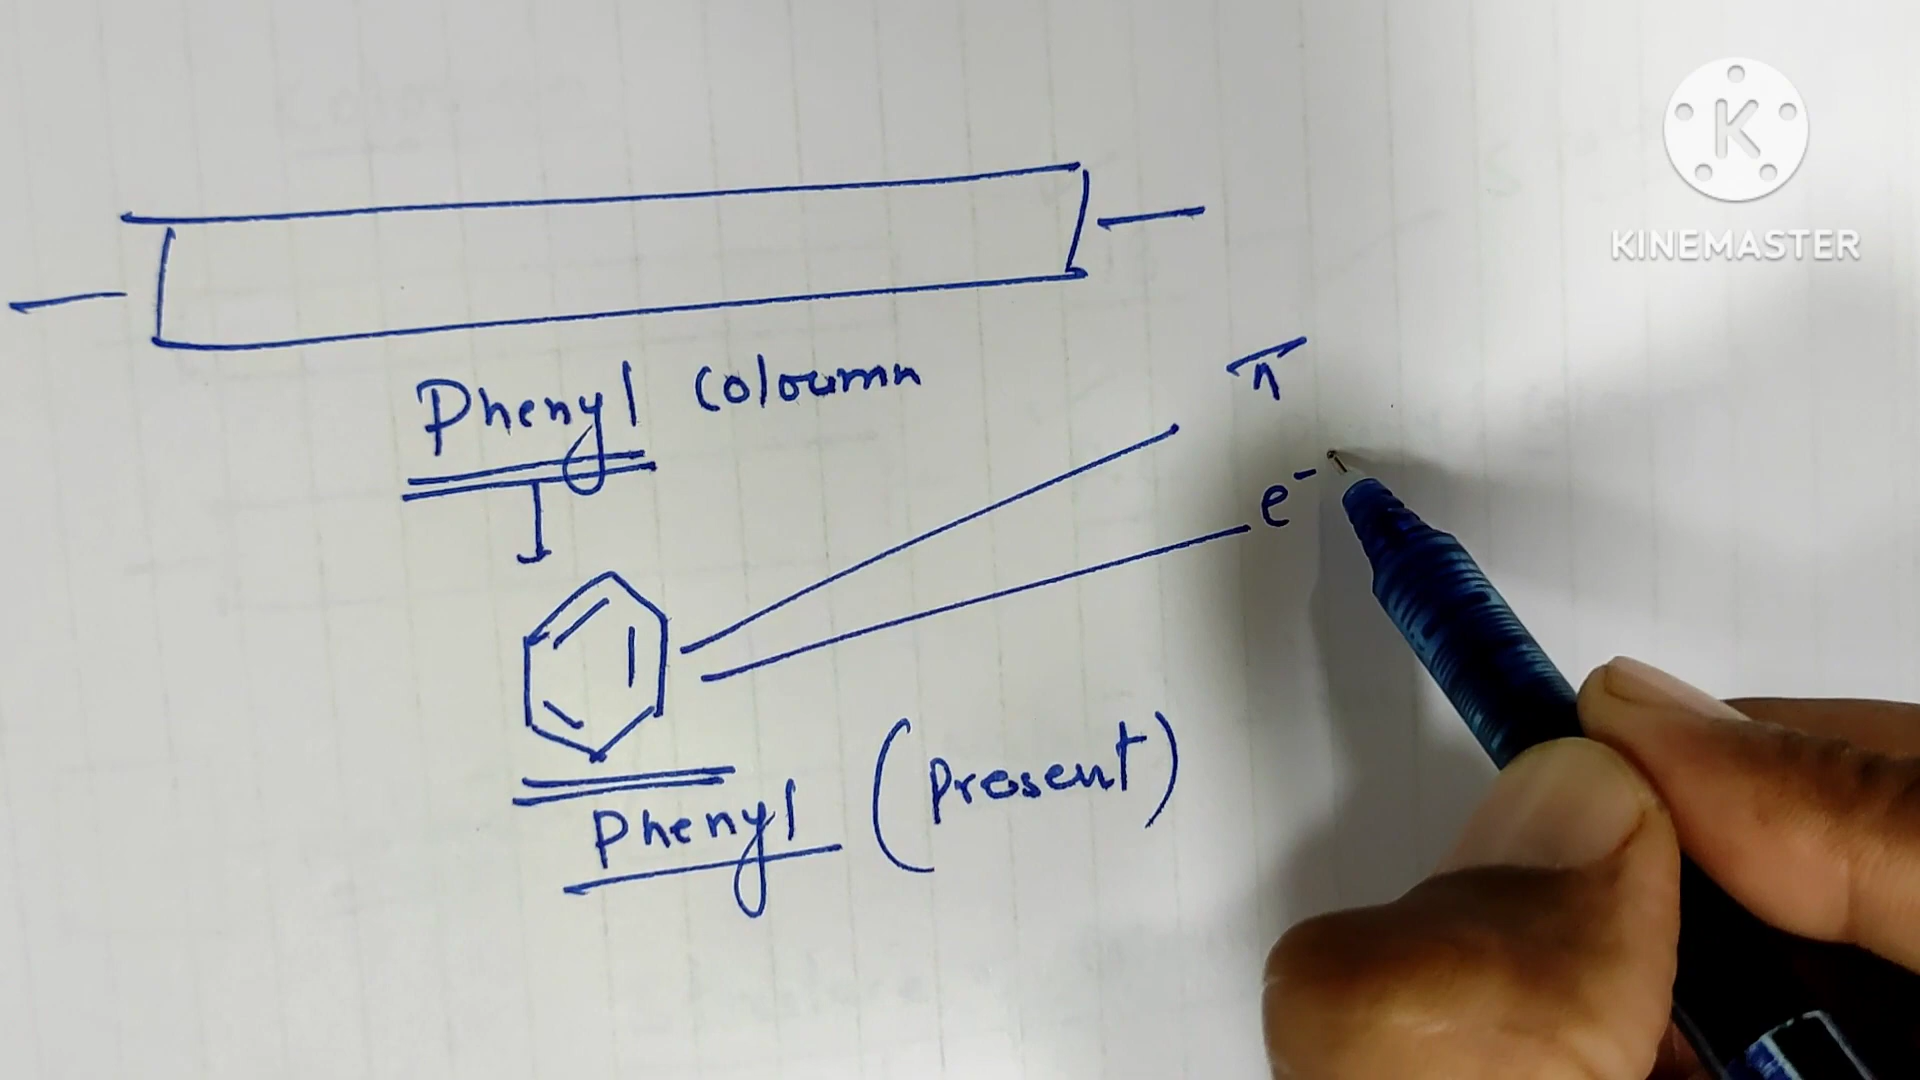 K
KINEMASTER
Phenyl Coloumn
π
e-
Phenyl (Present)